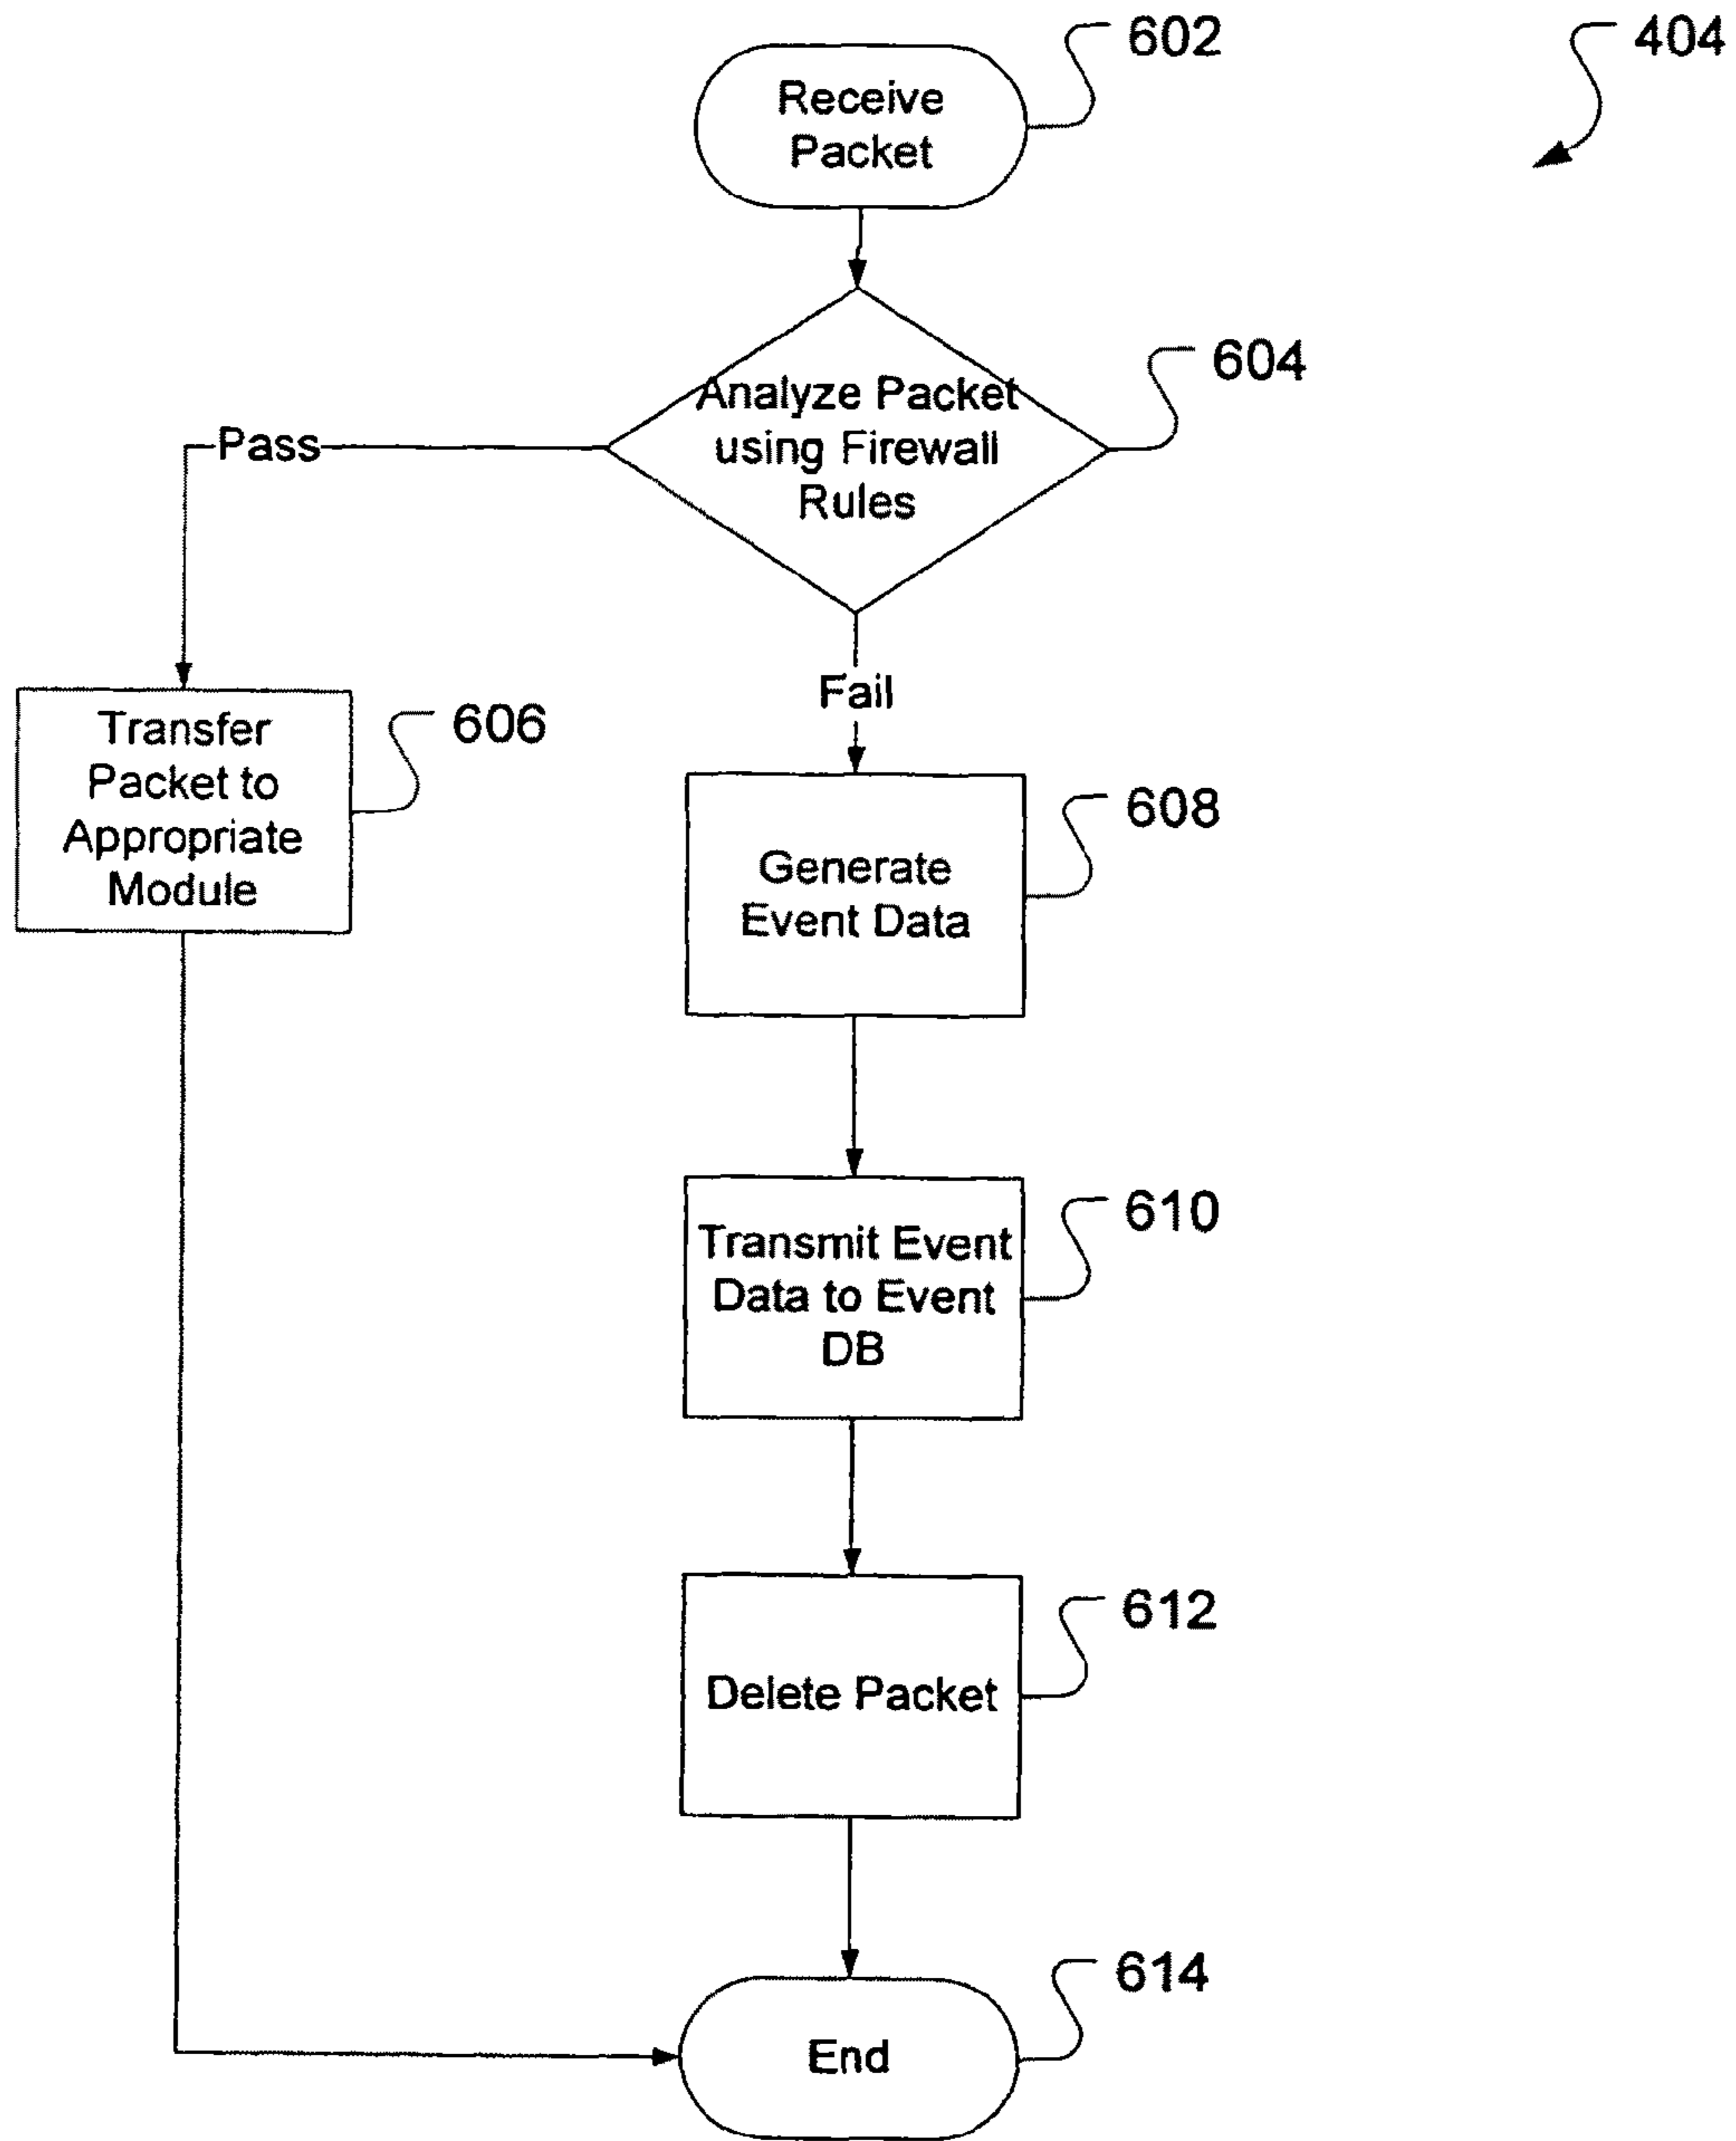 602
404
Receive
Packet
604
Analyze Packet
using Firewall
Rules
Pass
Fail
606
Transfer
Packet to
Appropriate
Module
608
Generate
Event Data
610
Transmit Event
Data to Event
DB
612
Delete Packet
614
End